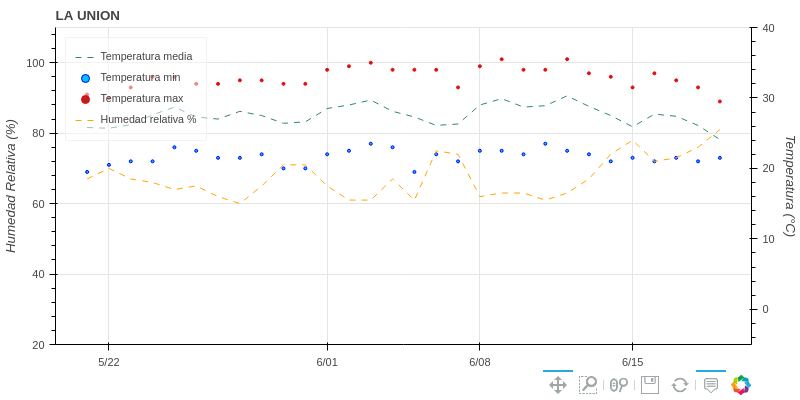 LA UNION
Temperatura media
Temperatura min
Temperatura max
Humedad relativa %
Humedad Relativa (%)
100
80
60
40
20
Temperatura (°C)
40
30
20
10
0
5/22
6/01
6/08
6/15